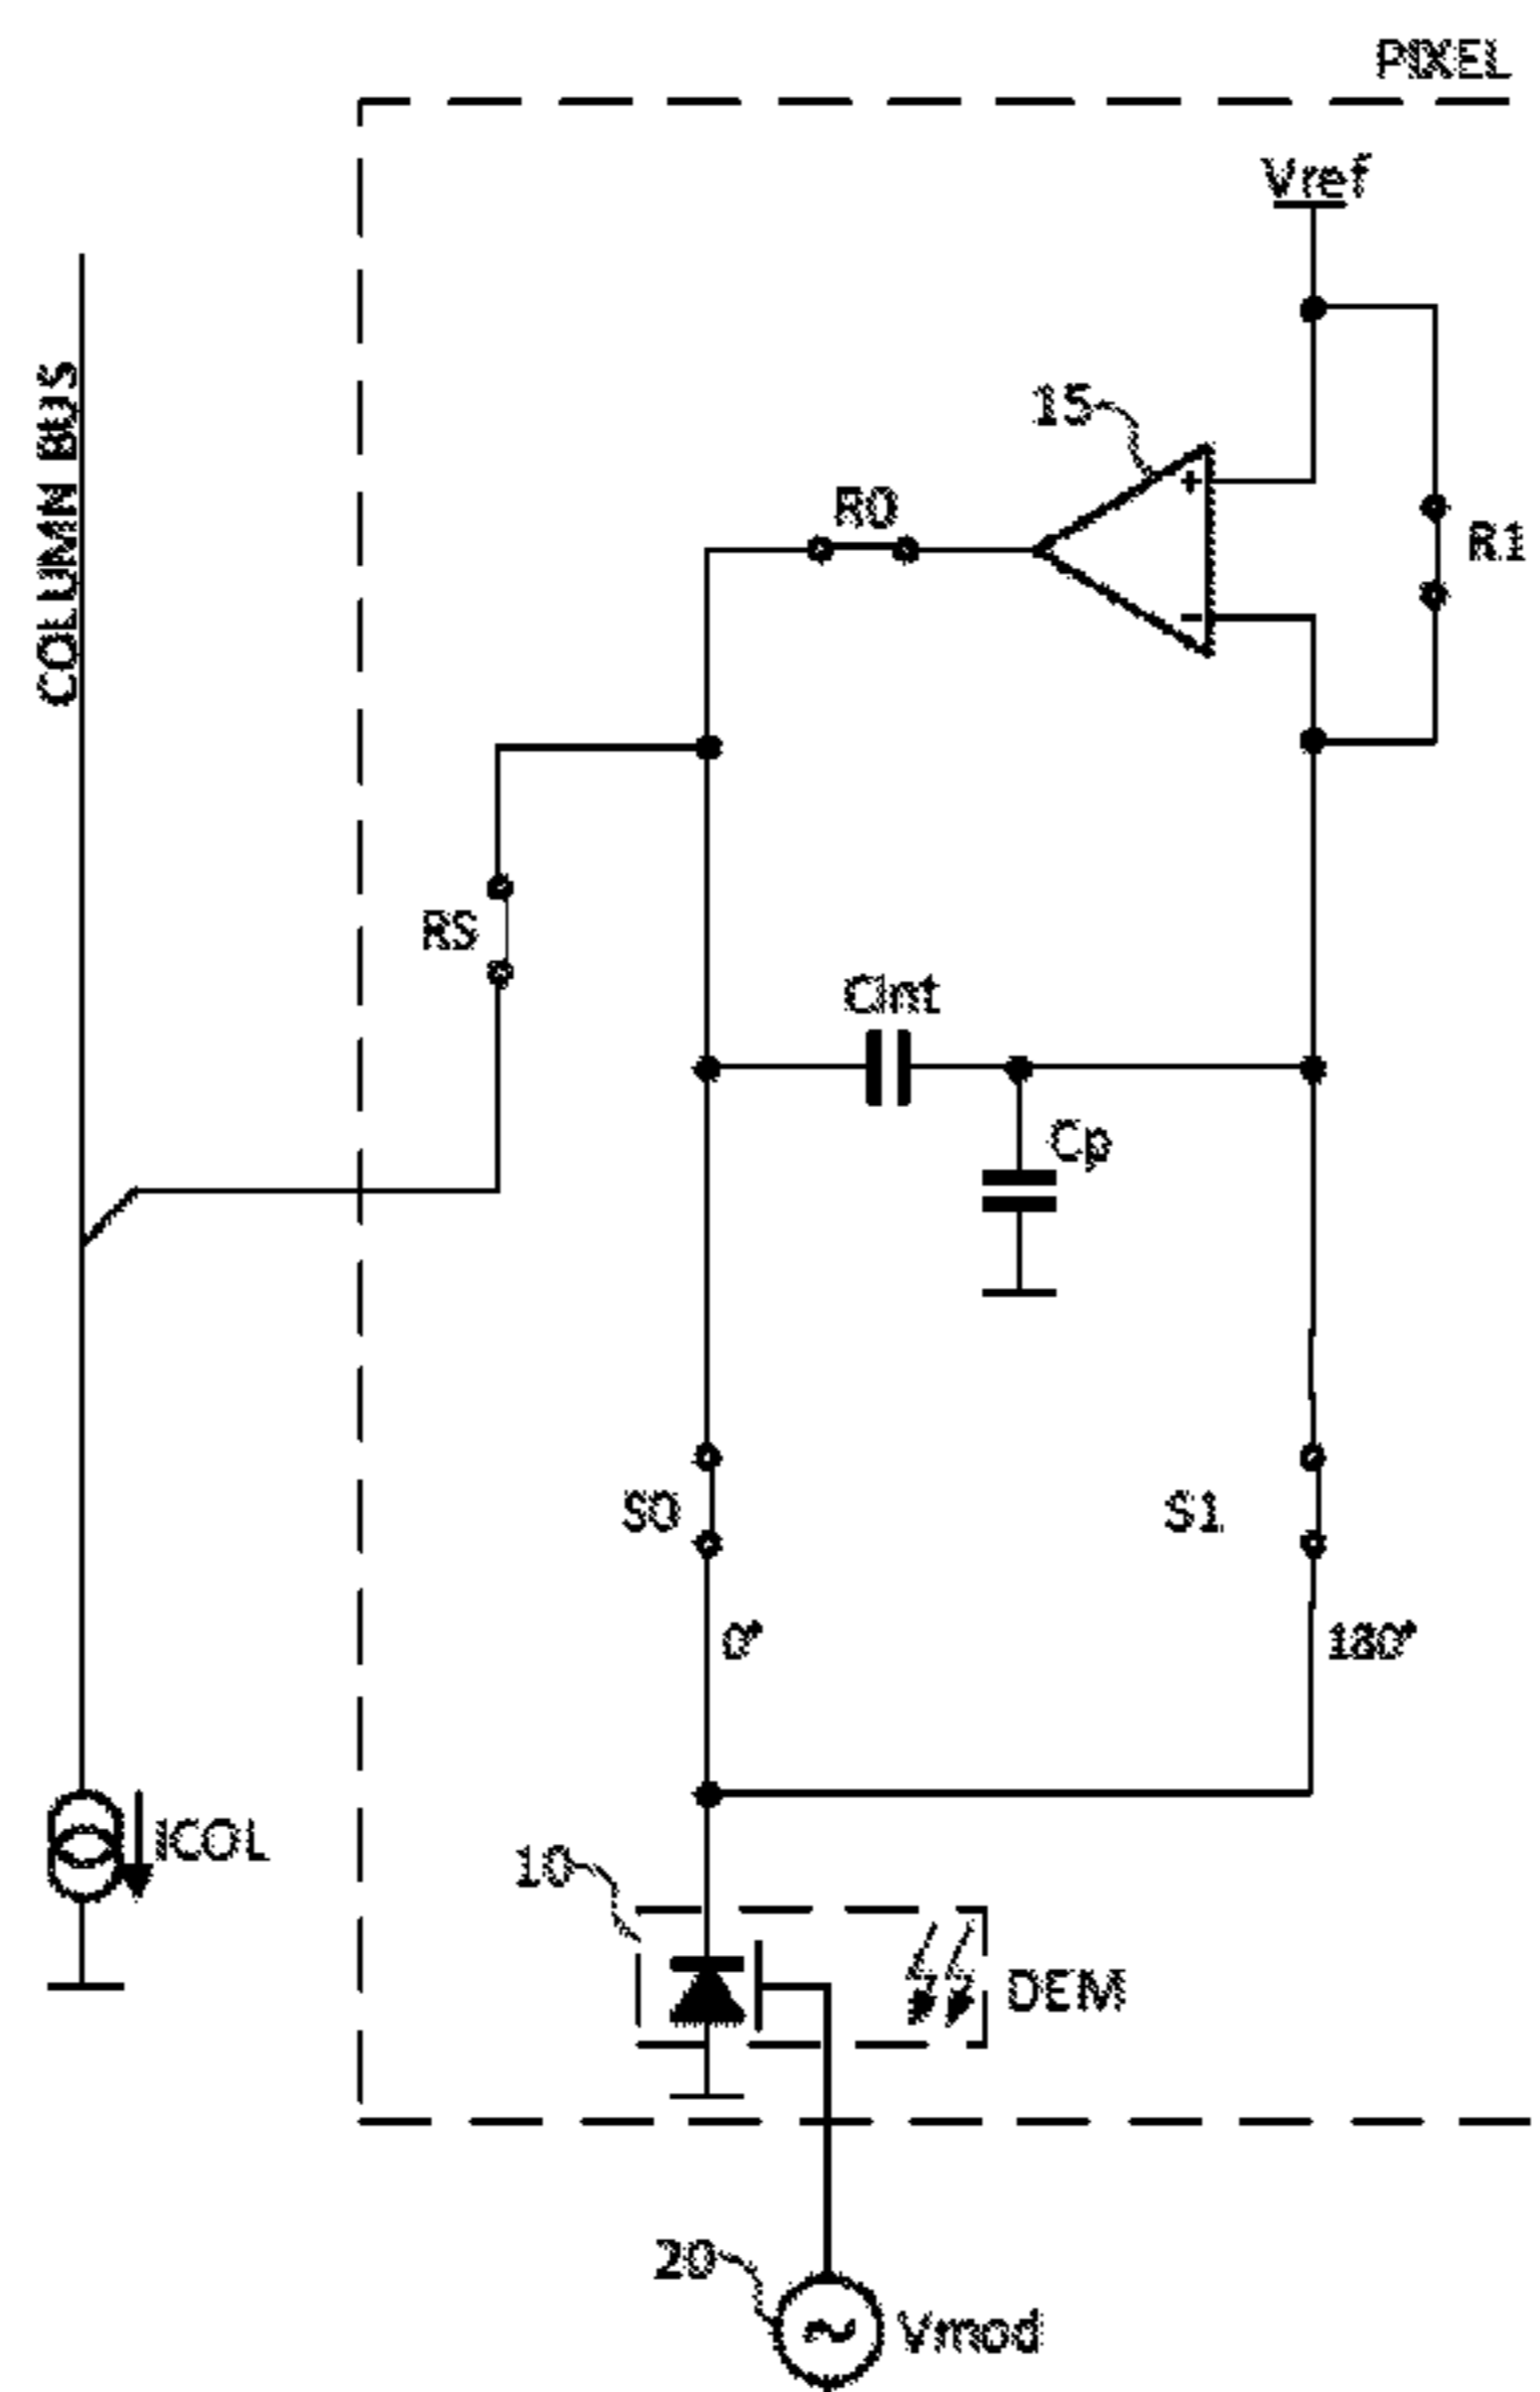 PIXEL
Vref
COLUMN BUS
15
+
R0
R1
-
RS
CInt
Cp
S0
S1
0°
180°
ICOL
10
DEM
20
~
Vmod